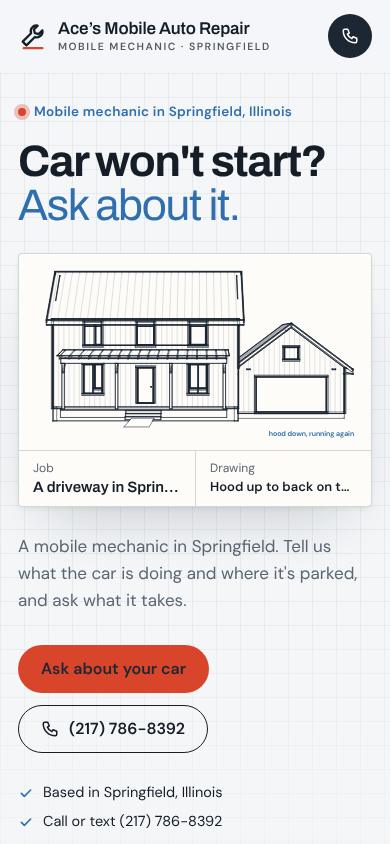 Ace's Mobile Auto Repair
MOBILE MECHANIC · SPRINGFIELD
Mobile mechanic in Springfield, Illinois
Car won't start?
Ask about it.
hood down, running again
Job
A driveway in Sprin...
Drawing
Hood up to back on t...
A mobile mechanic in Springfield. Tell us
what the car is doing and where it's parked,
and ask what it takes.
Ask about your car
(217) 786-8392
Based in Springfield, Illinois
Call or text (217) 786-8392